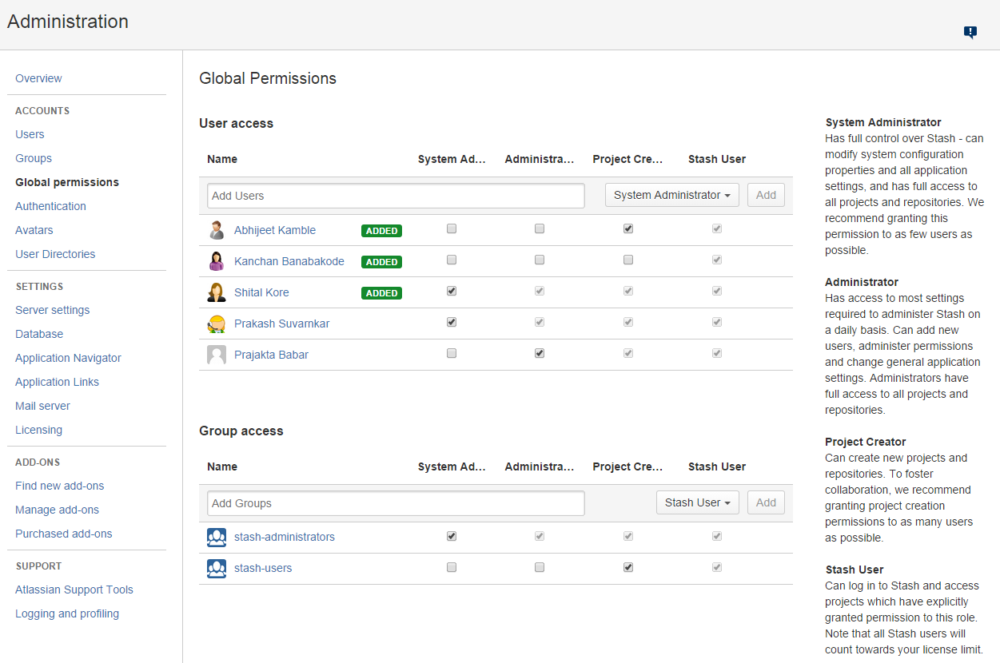 Administration
Overview
ACCOUNTS
Users
Groups
Global permissions
Authentication
Avatars
User Directories
SETTINGS
Server settings
Database
Application Navigator
Application Links
Mail server
Licensing
ADD-ONS
Find new add-ons
Manage add-ons
Purchased add-ons
SUPPORT
Atlassian Support Tools
Logging and profiling
Global Permissions
User access
Name System Ad... Administra... Project Cre... Stash User
Add Users System Administrator Add
Abhijeet Kamble ADDED
Kanchan Banabakode ADDED
Shital Kore ADDED
Prakash Suvarnkar
Prajakta Babar
Group access
Name System Ad... Administra... Project Cre... Stash User
Add Groups Stash User Add
stash-administrators
stash-users
System Administrator
Has full control over Stash - can
modify system configuration
properties and all application
settings, and has full access to
all projects and repositories. We
recommend granting this
permission to as few users as
possible.
Administrator
Has access to most settings
required to administer Stash on
a daily basis. Can add new
users, administer permissions
and change general application
settings. Administrators have
full access to all projects and
repositories.
Project Creator
Can create new projects and
repositories. To foster
collaboration, we recommend
granting project creation
permissions to as many users
as possible.
Stash User
Can log in to Stash and access
projects which have explicitly
granted permission to this role.
Note that all Stash users will
count towards your license limit.